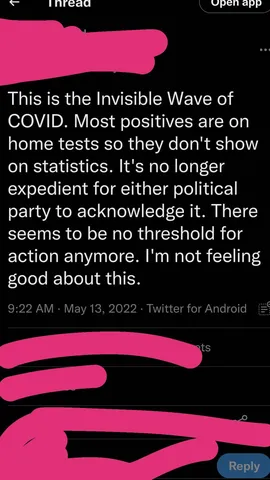 Thread
Open app
This is the Invisible Wave of
COVID. Most positives are on
home tests so they don't show
on statistics. It's no longer
expedient for either political
party to acknowledge it. There
seems to be no threshold for
action anymore. I'm not feeling
good about this.
9:22 AM · May 13, 2022 · Twitter for Android
Reply